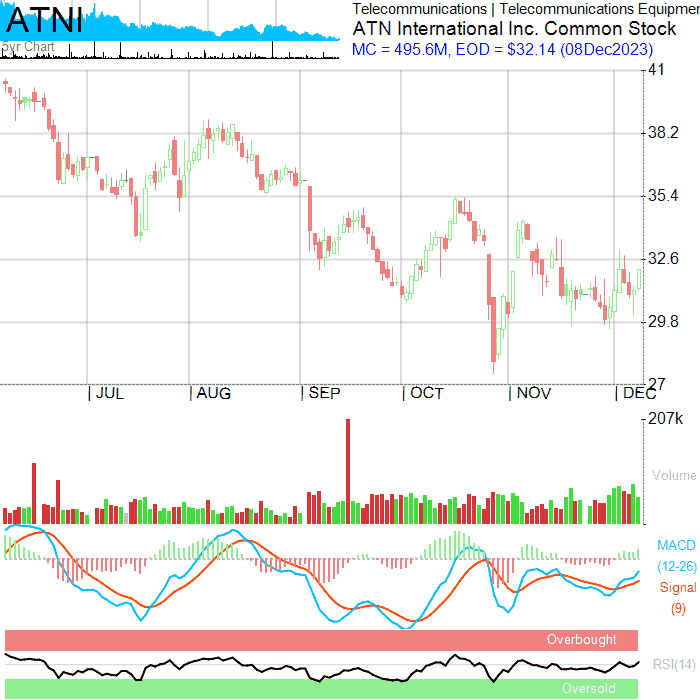 ATNI
5yr Chart
Telecommunications | Telecommunications Equipmen
ATN International Inc. Common Stock
MC = 495.6M, EOD = $32.14 (08Dec2023)
41
38.2
35.4
32.6
29.8
27
| JUL | AUG | SEP | OCT | NOV | DEC
207k
Volume
MACD
(12-26)
Signal
(9)
Overbought
RSI(14)
Oversold